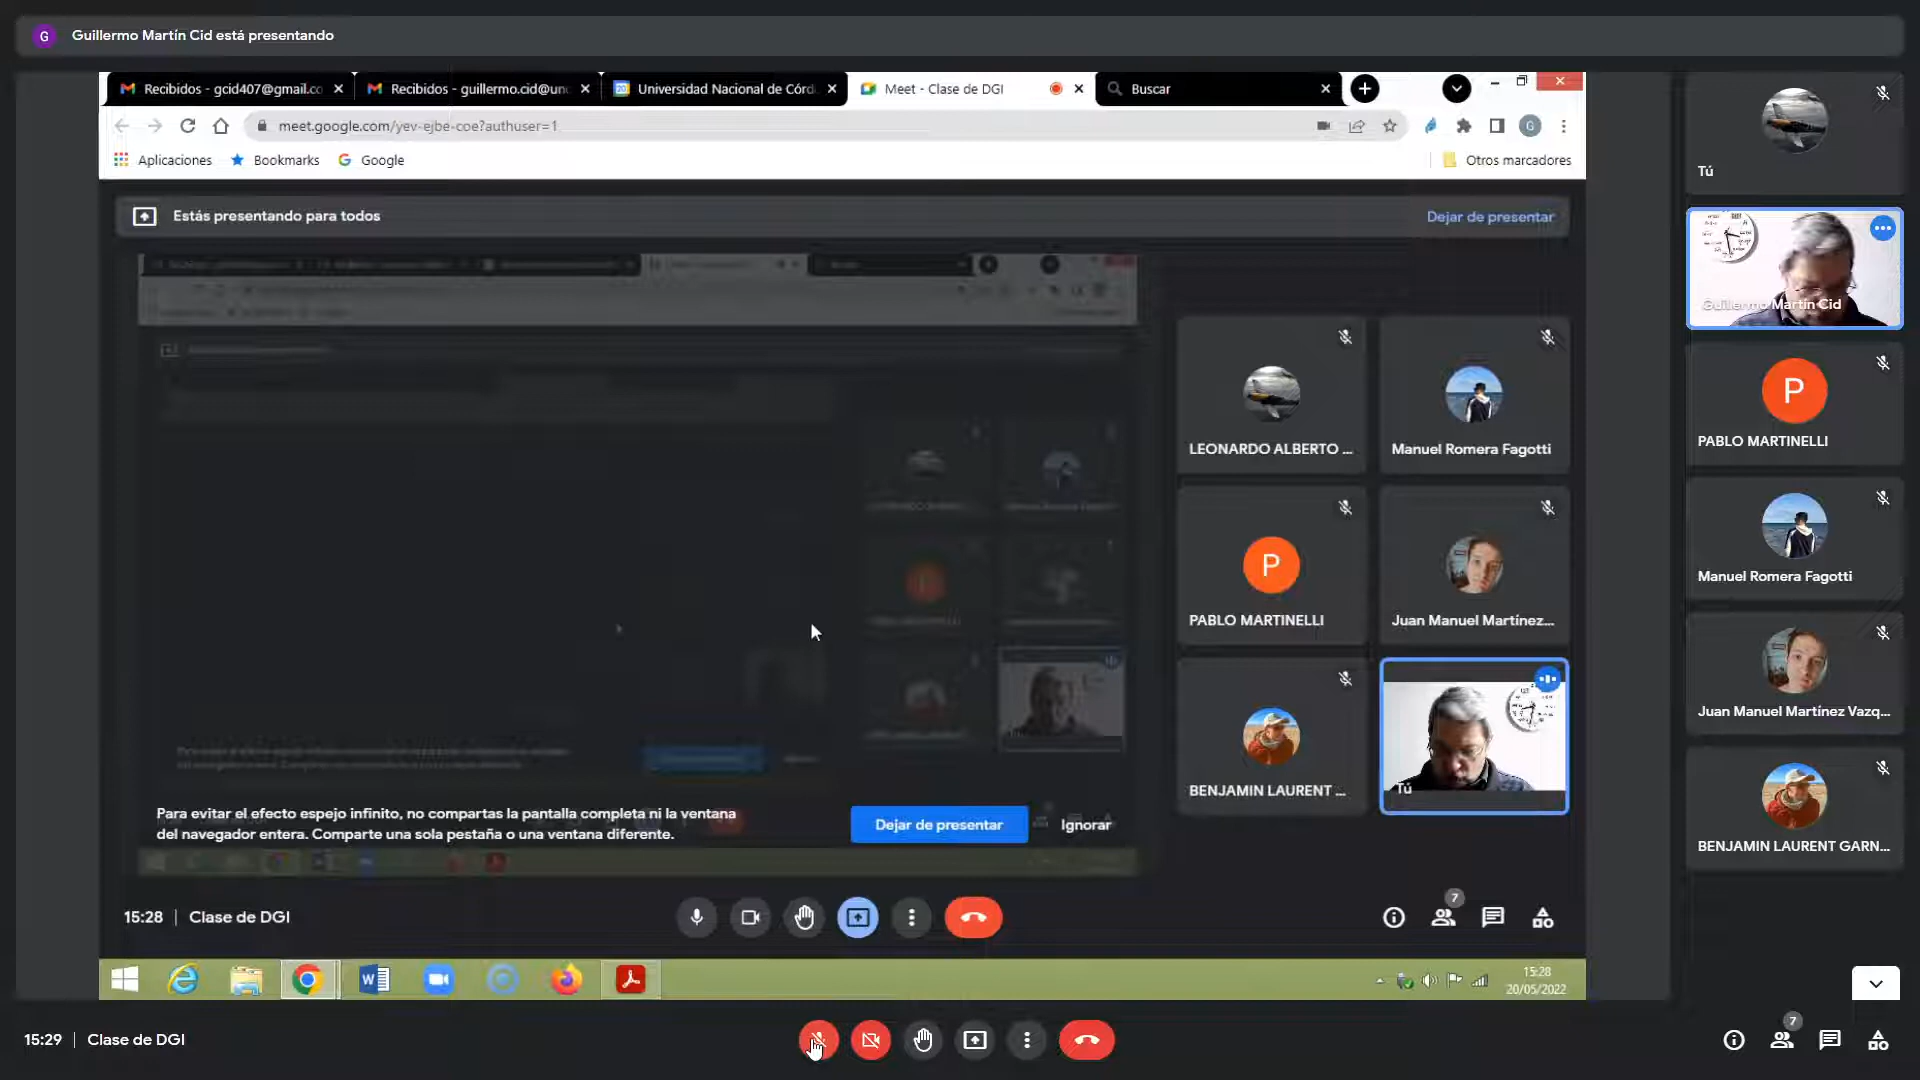 G
Guillermo Martín Cid está presentando
Recibidos - gcid407@gmail.co
Recibidos - guillermo.cid@un
Universidad Nacional de Córd
Meet - Clase de DGI
Buscar
meet.google.com/yev-ejbe-coe?authuser=1
G
Aplicaciones
Bookmarks
Google
Otros marcadores
Estás presentando para todos
Dejar de presentar
LEONARDO ALBERTO ...
Manuel Romera Fagotti
P
PABLO MARTINELLI
Juan Manuel Martínez...
BENJAMIN LAURENT ...
Tú
Para evitar el efecto espejo infinito, no compartas la pantalla completa ni la ventana
del navegador entera. Comparte una sola pestaña o una ventana diferente.
Dejar de presentar
Ignorar
15:28 | Clase de DGI
7
15:28
20/05/2022
Tú
Guillermo Martín Cid
P
PABLO MARTINELLI
Manuel Romera Fagotti
Juan Manuel Martínez Vazq...
BENJAMIN LAURENT GARN...
15:29 | Clase de DGI
7